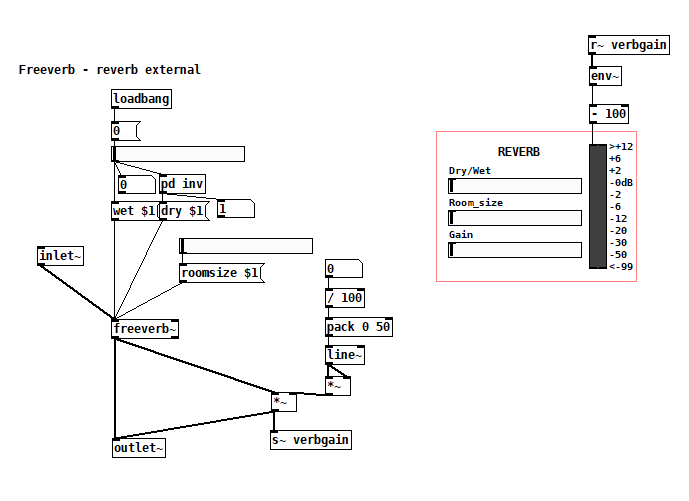 Freeverb - reverb external
loadbang
0
0
pd inv
wet $1
dry $1
1
inlet~
roomsize $1
0
/ 100
freeverb~
pack 0 50
line~
*~
*~
outlet~
s~ verbgain
r~ verbgain
env~
- 100
REVERB
Dry/Wet
Room_size
Gain
>+12
+6
+2
-0dB
-2
-6
-12
-20
-30
-50
<-99